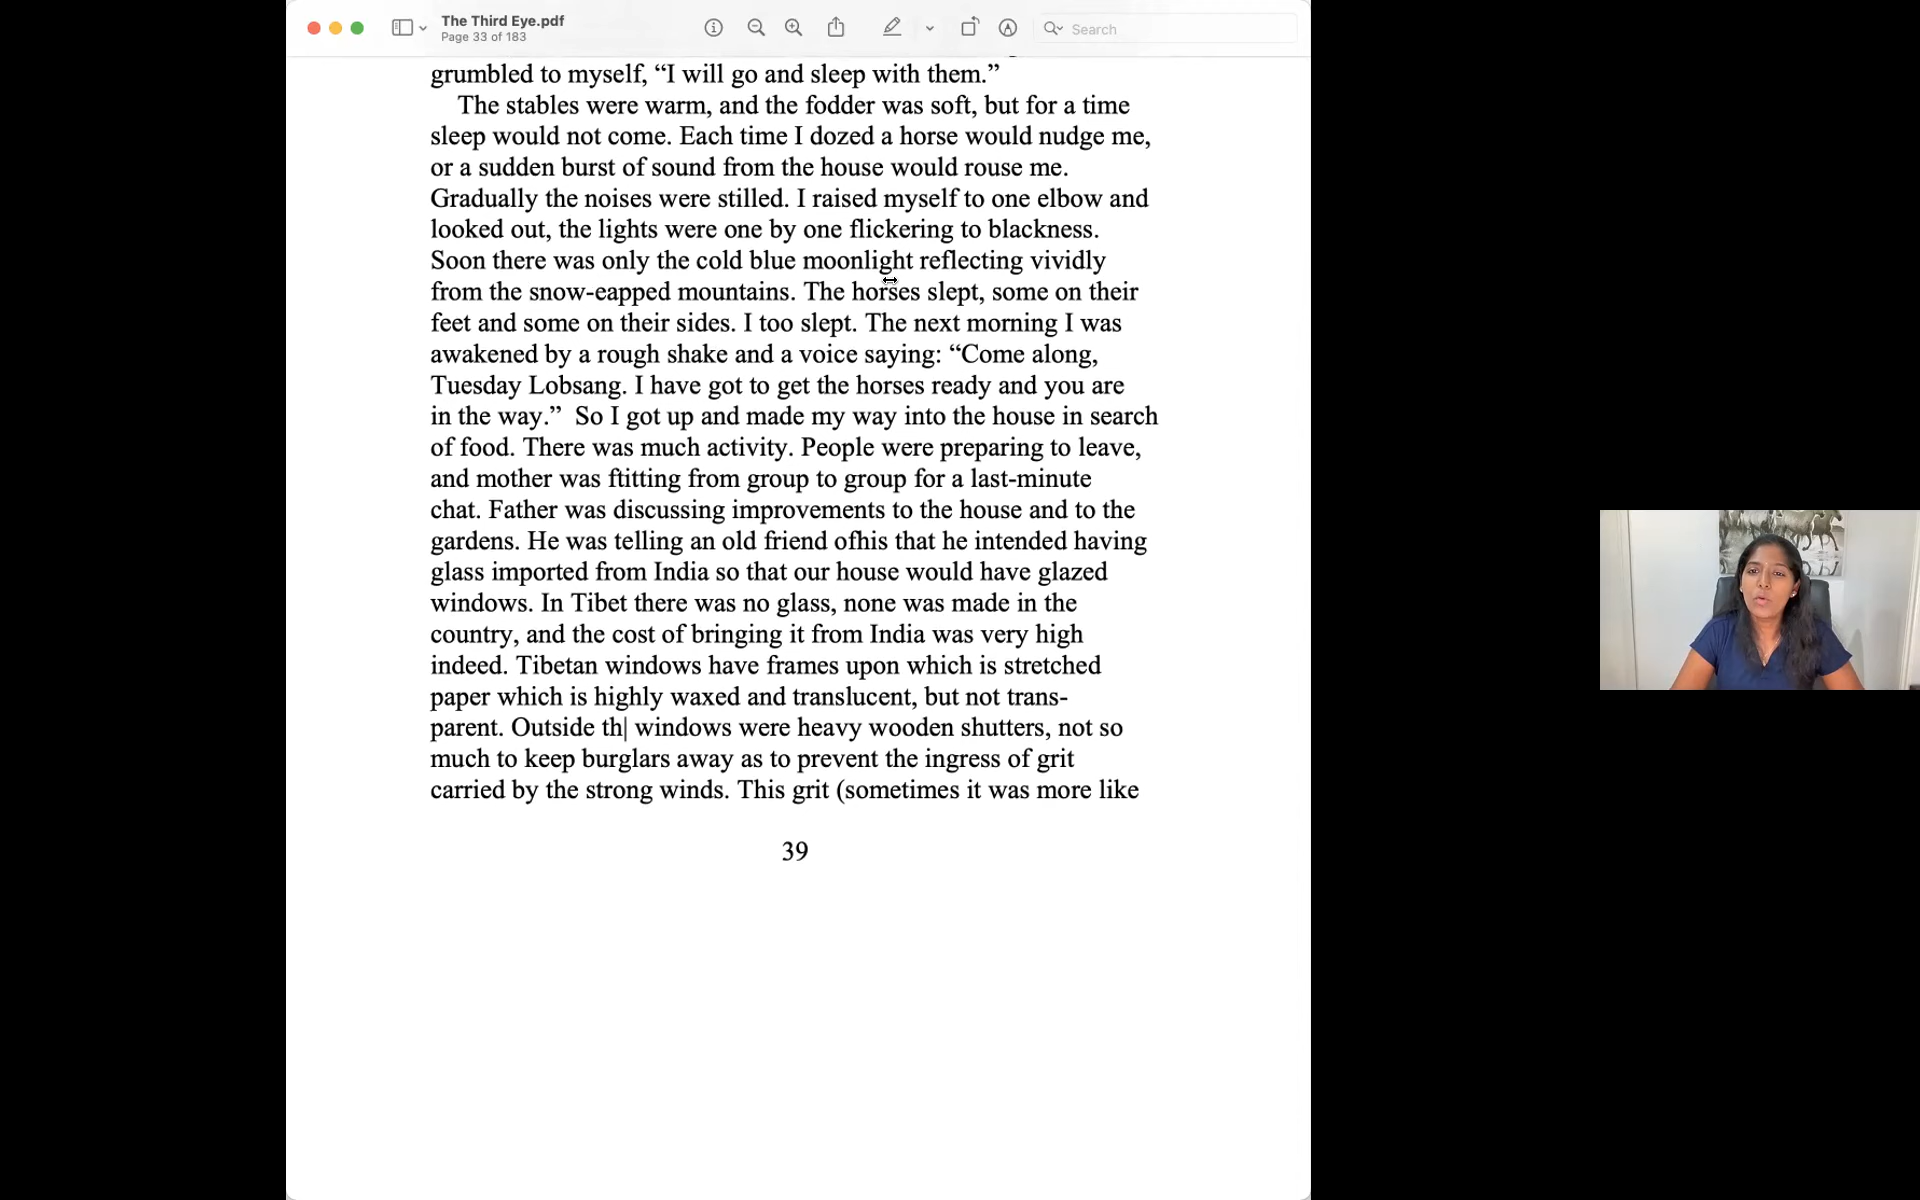 The Third Eye.pdf
Page 33 of 183
Search
grumbled to myself, “I will go and sleep with them.”
The stables were warm, and the fodder was soft, but for a time
sleep would not come. Each time I dozed a horse would nudge me,
or a sudden burst of sound from the house would rouse me.
Gradually the noises were stilled. I raised myself to one elbow and
looked out, the lights were one by one flickering to blackness.
Soon there was only the cold blue moonlight reflecting vividly
from the snow-eapped mountains. The horses slept, some on their
feet and some on their sides. I too slept. The next morning I was
awakened by a rough shake and a voice saying: “Come along,
Tuesday Lobsang. I have got to get the horses ready and you are
in the way.”  So I got up and made my way into the house in search
of food. There was much activity. People were preparing to leave,
and mother was ftitting from group to group for a last-minute
chat. Father was discussing improvements to the house and to the
gardens. He was telling an old friend ofhis that he intended having
glass imported from India so that our house would have glazed
windows. In Tibet there was no glass, none was made in the
country, and the cost of bringing it from India was very high
indeed. Tibetan windows have frames upon which is stretched
paper which is highly waxed and translucent, but not trans-
parent. Outside th| windows were heavy wooden shutters, not so
much to keep burglars away as to prevent the ingress of grit
carried by the strong winds. This grit (sometimes it was more like
39